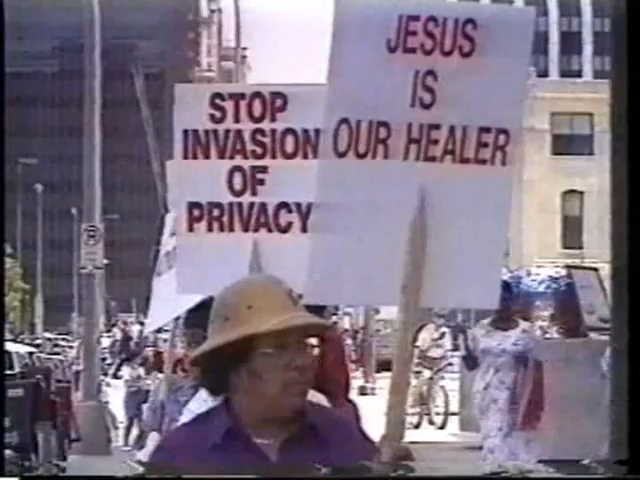 STOP
INVASION
OF
PRIVACY
JESUS
IS
OUR HEALER